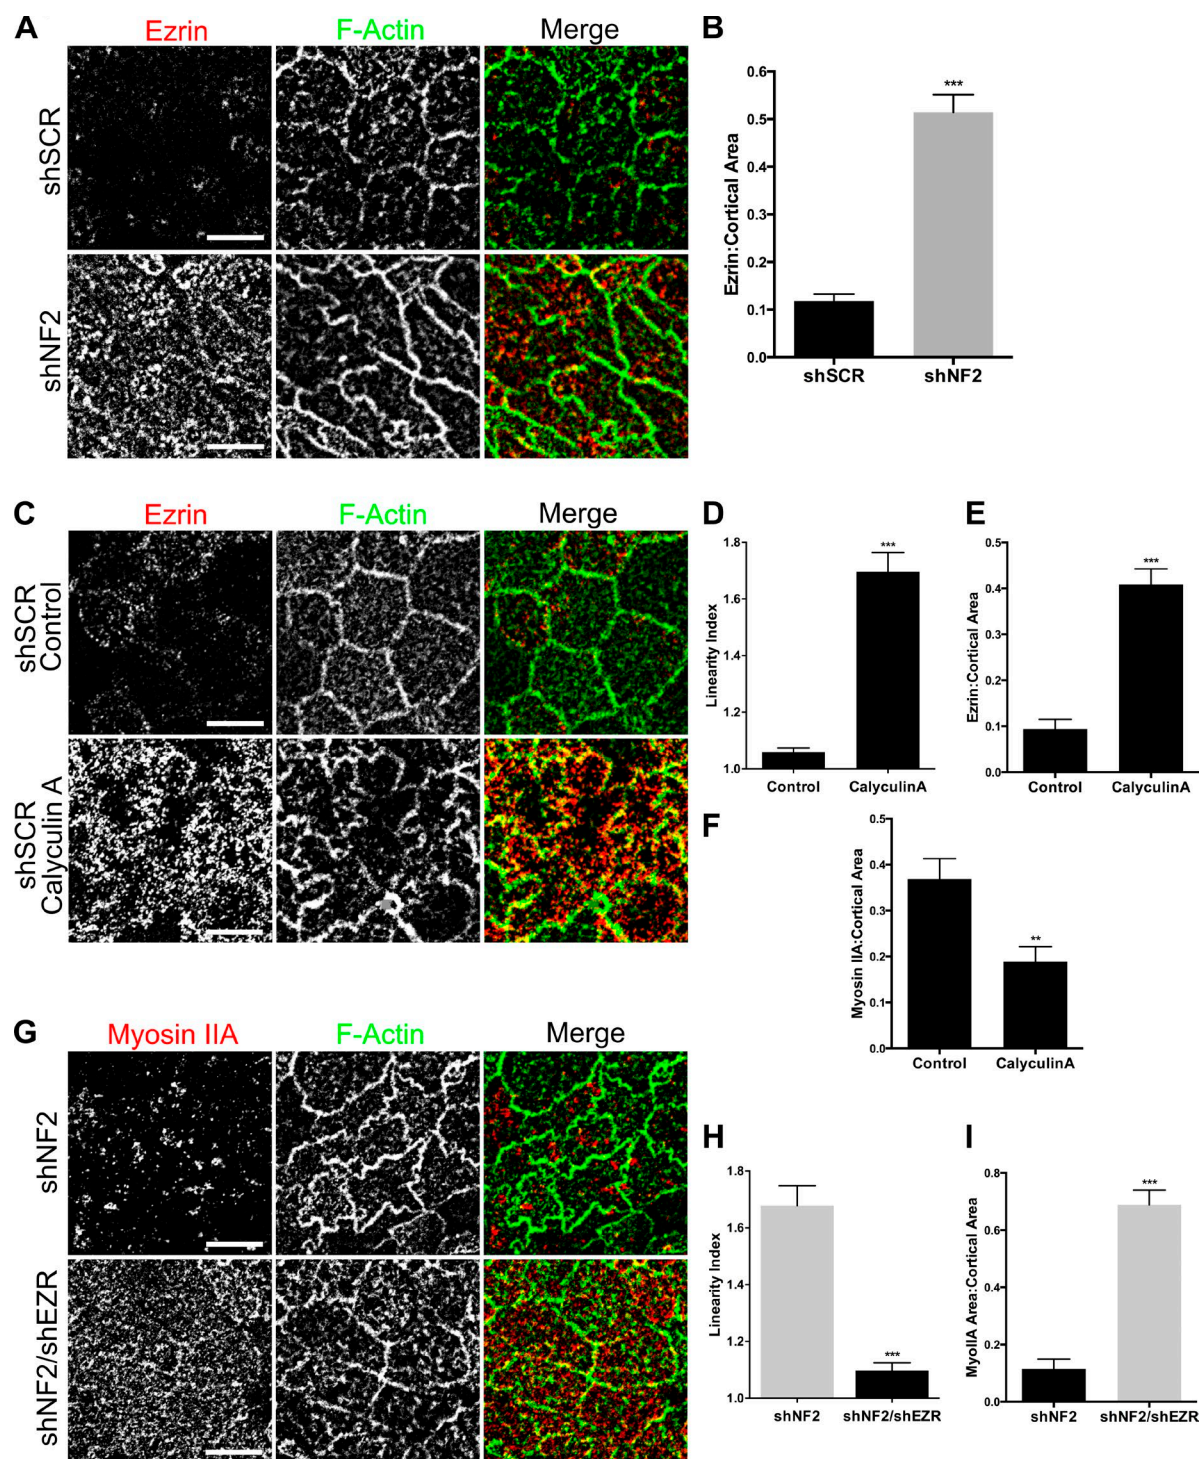 A
Ezrin
F-Actin
Merge
shSCR
shNF2
B
Ezrin:Cortical Area
0.6
0.5
0.4
0.3
0.2
0.1
0.0
***
shSCR
shNF2
C
Ezrin
F-Actin
Merge
shSCR
Control
shSCR
Calyculin A
D
Linearity Index
1.8
1.6
1.4
1.2
1.0
***
Control
CalyculinA
E
Ezrin:Cortical Area
0.5
0.4
0.3
0.2
0.1
0.0
***
Control
CalyculinA
F
Myosin IIA:Cortical Area
0.5
0.4
0.3
0.2
0.1
0.0
**
Control
CalyculinA
G
Myosin IIA
F-Actin
Merge
shNF2
shNF2/shEZR
H
Linearity Index
1.8
1.6
1.4
1.2
1.0
***
shNF2
shNF2/shEZR
I
MyoIIA Area:Cortical Area
0.8
0.6
0.4
0.2
0.0
***
shNF2
shNF2/shEZR